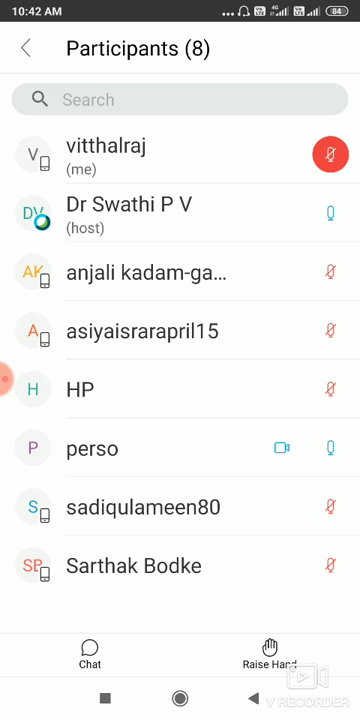 10:42 AM
4G
84
Participants (8)
Search
V
vitthalraj
(me)
DV
Dr Swathi P V
(host)
AK
anjali kadam-ga...
A
asiyaisrarapril15
H
HP
P
perso
S
sadiqulameen80
SB
Sarthak Bodke
Chat
Raise Hand
V RECORDER